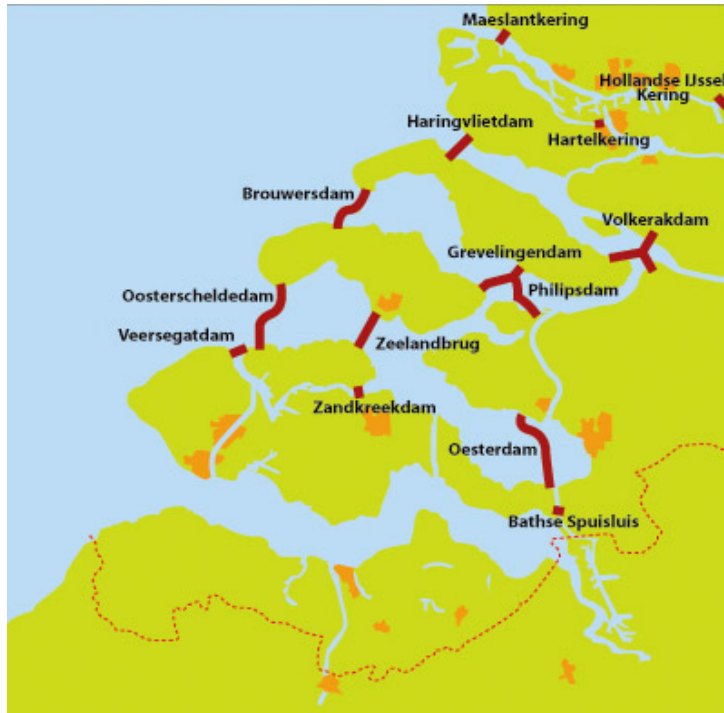 Maeslantkering
Hollandse IJssel
Kering
Haringvlietdam
Hartelkering
Brouwersdam
Volkerakdam
Grevelingendam
Oosterscheldedam
Philipsdam
Veersegatdam
Zeelandbrug
Zandkreekdam
Oesterdam
Bathse Spuisluis